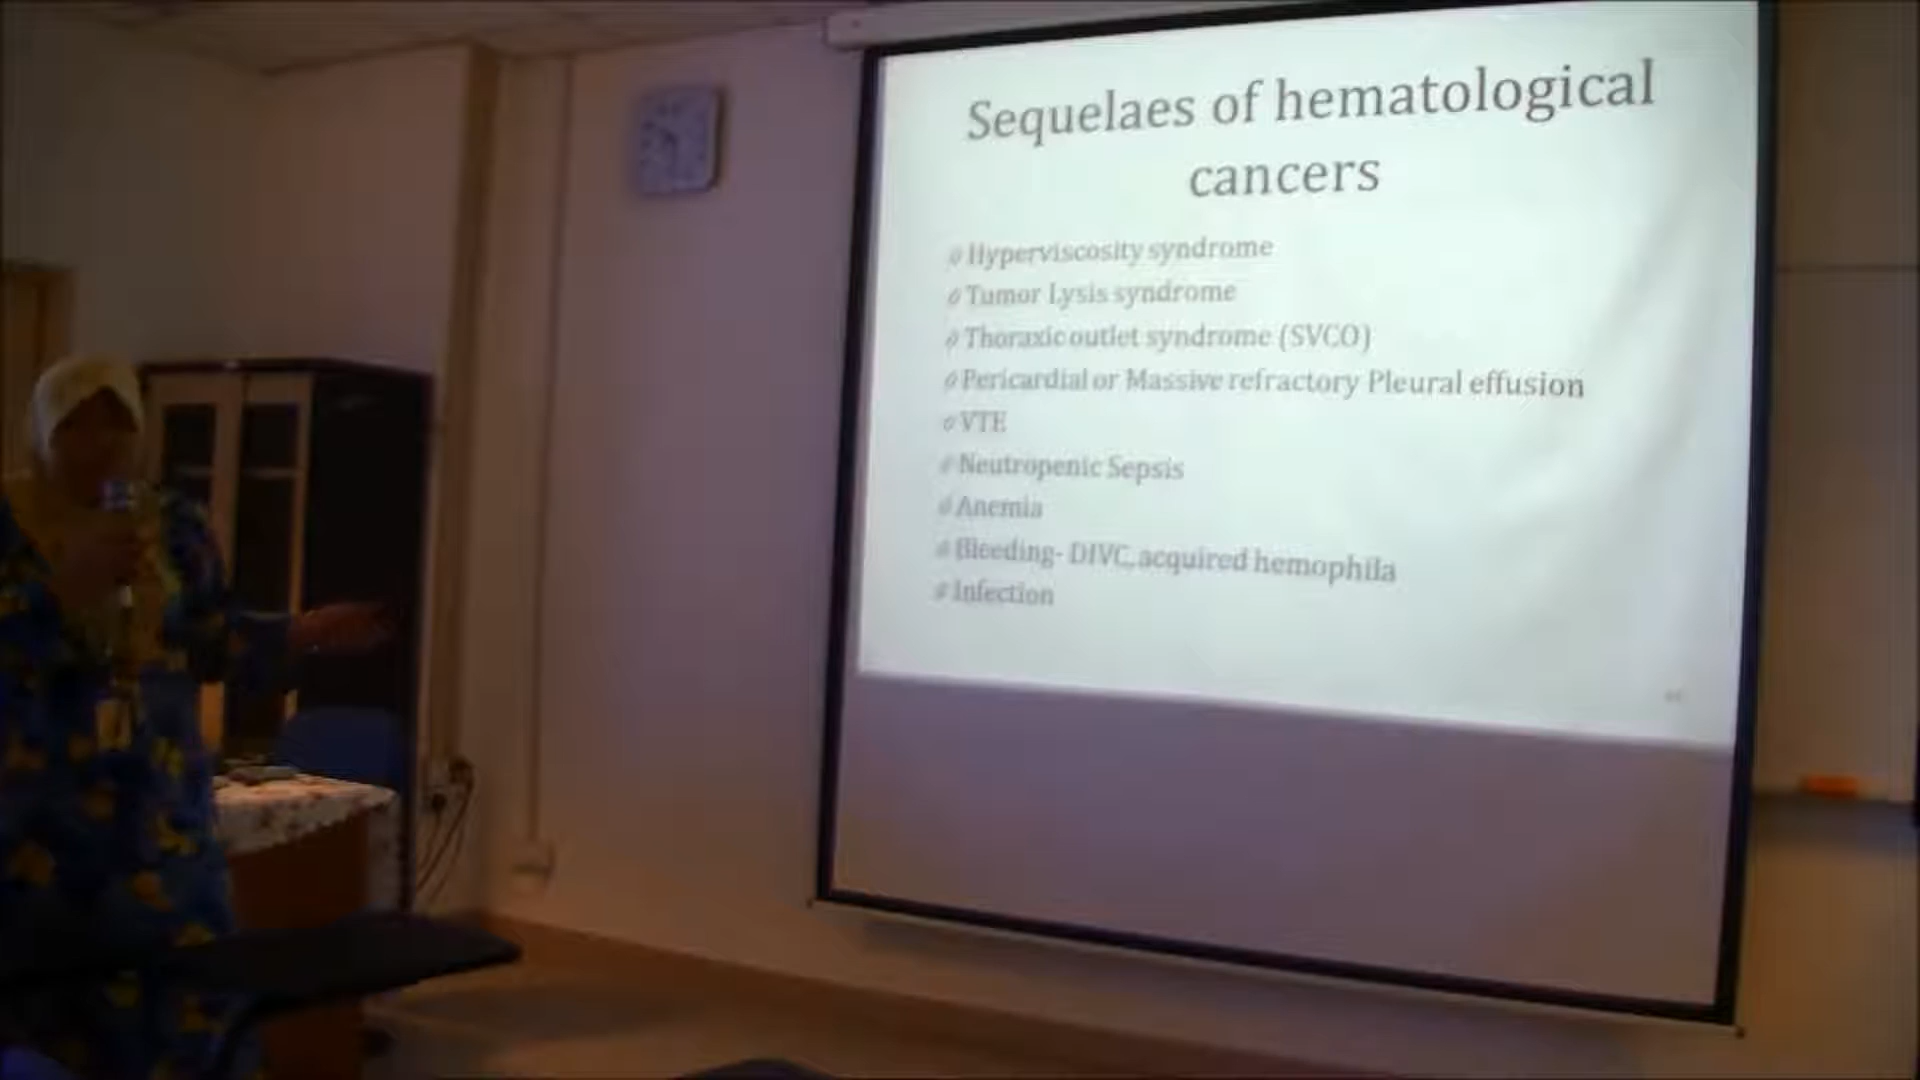 Sequelaes of hematological
cancers
Hyperviscosity syndrome
Tumor Lysis syndrome
Thoraxic outlet syndrome (SVCO)
Pericardial or Massive refractory Pleural effusion
VTE
Neutropenic Sepsis
Anemia
Bleeding- DIVC, acquired hemophila
Infection